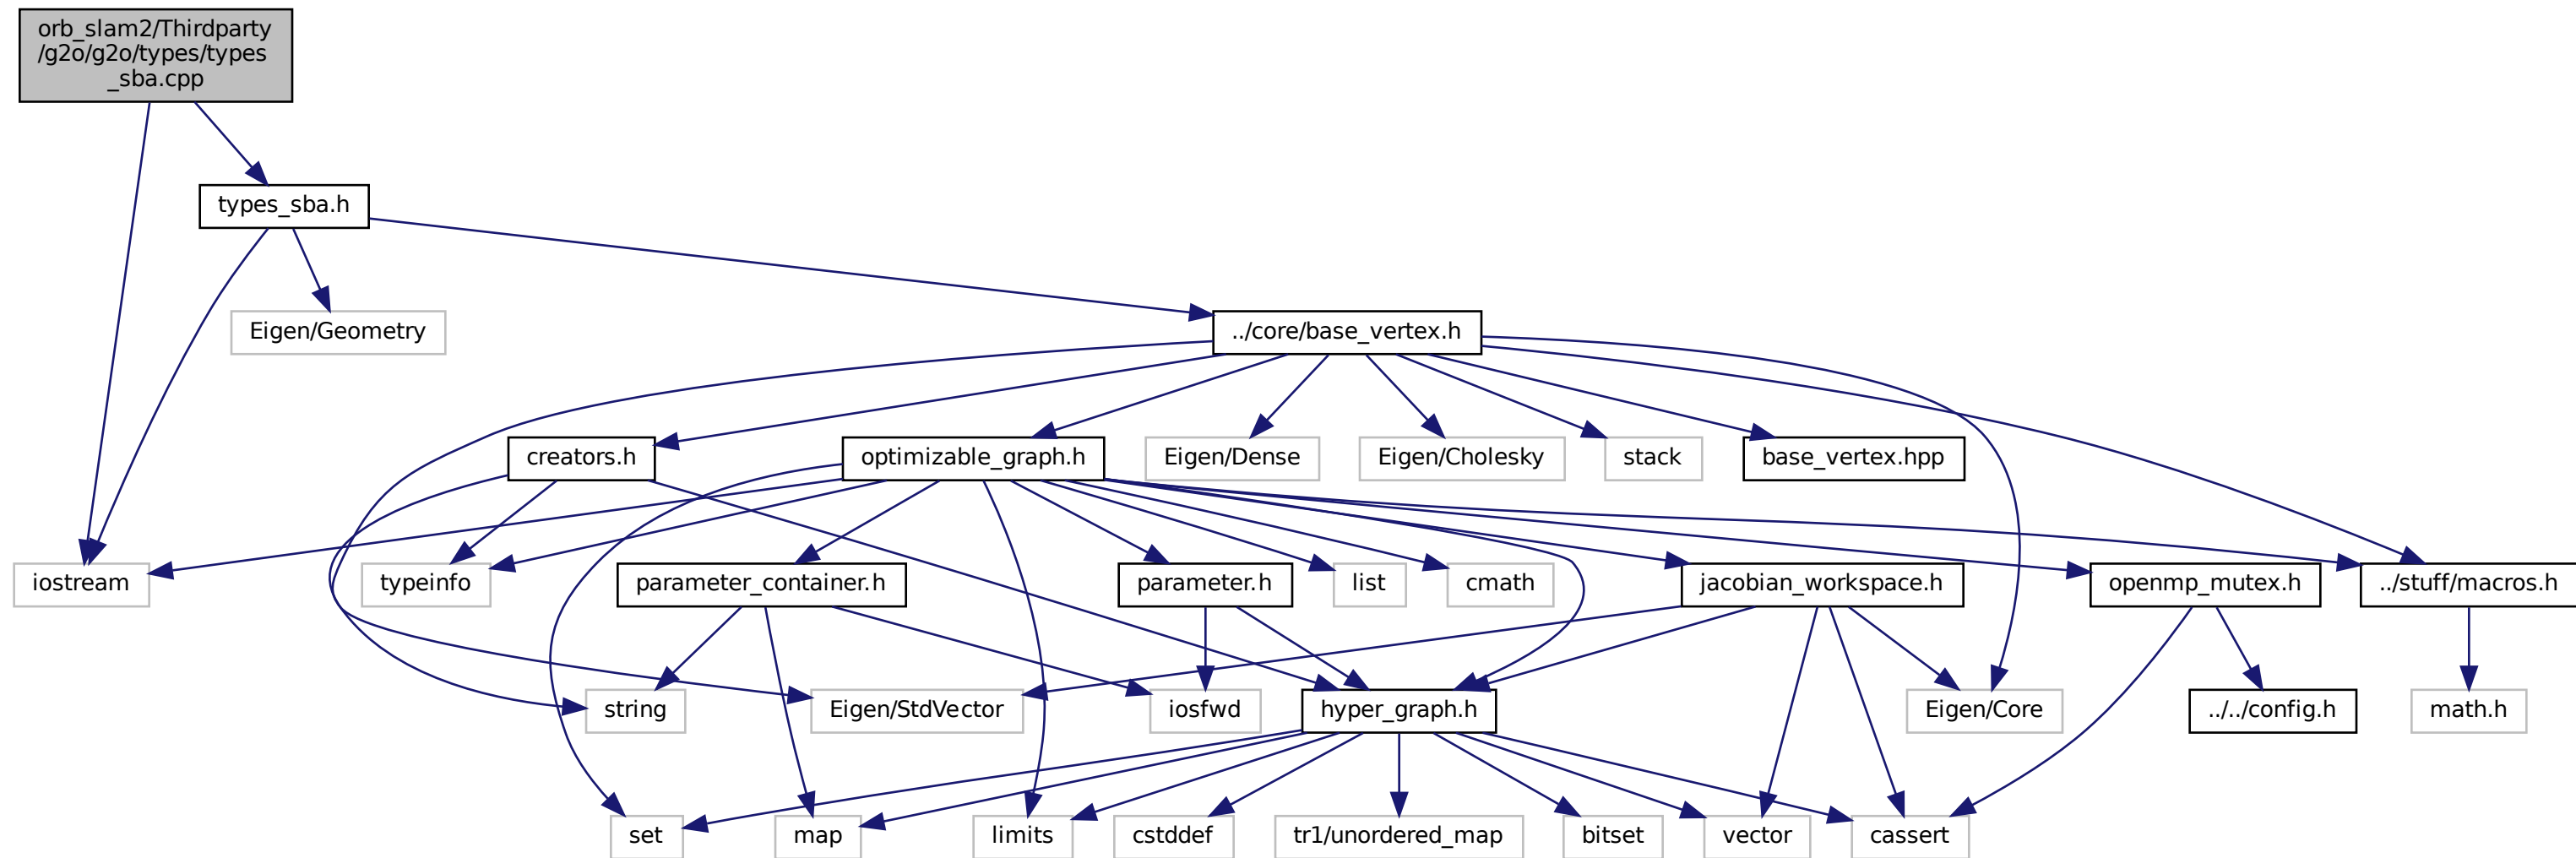 orb_slam2/Thirdparty
/g2o/g2o/types/types
_sba.cpp
types_sba.h
Eigen/Geometry
../core/base_vertex.h
creators.h
optimizable_graph.h
Eigen/Dense
Eigen/Cholesky
stack
base_vertex.hpp
iostream
typeinfo
parameter_container.h
parameter.h
list
cmath
jacobian_workspace.h
openmp_mutex.h
../stuff/macros.h
string
Eigen/StdVector
iosfwd
hyper_graph.h
Eigen/Core
../../config.h
math.h
set
map
limits
cstddef
tr1/unordered_map
bitset
vector
cassert